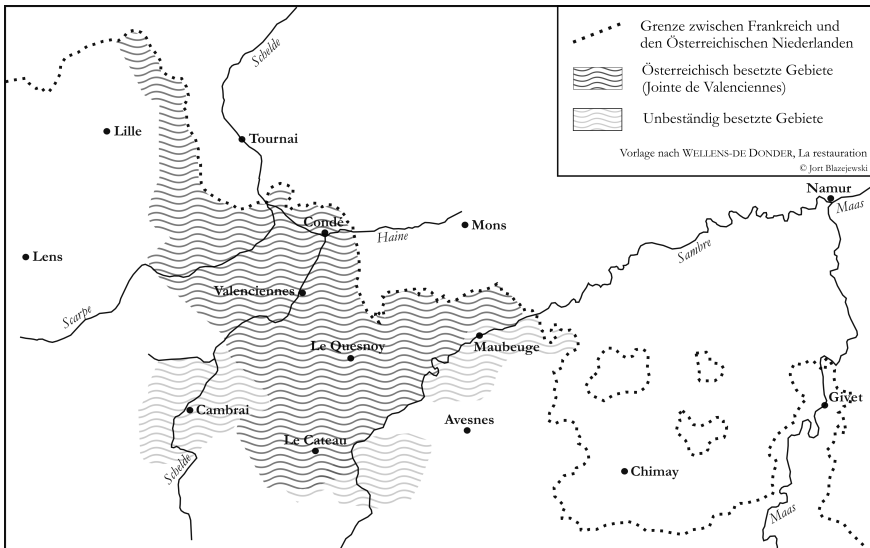 Schelde
Grenze zwischen Frankreich und
den Österreichischen Niederlanden
Österreichisch besetzte Gebiete
(Jointe de Valenciennes)
Unbeständig besetzte Gebiete
Vorlage nach WELLENS-DE DONDER, La restauration
© Jort Blazejewski
Lille
Tournai
Namur
Maas
Condé
Mons
Haine
Sambre
Lens
Valenciennes
Scarpe
Le Quesnoy
Maubeuge
Cambrai
Givet
Avesnes
Le Cateau
Schelde
Chimay
Maas